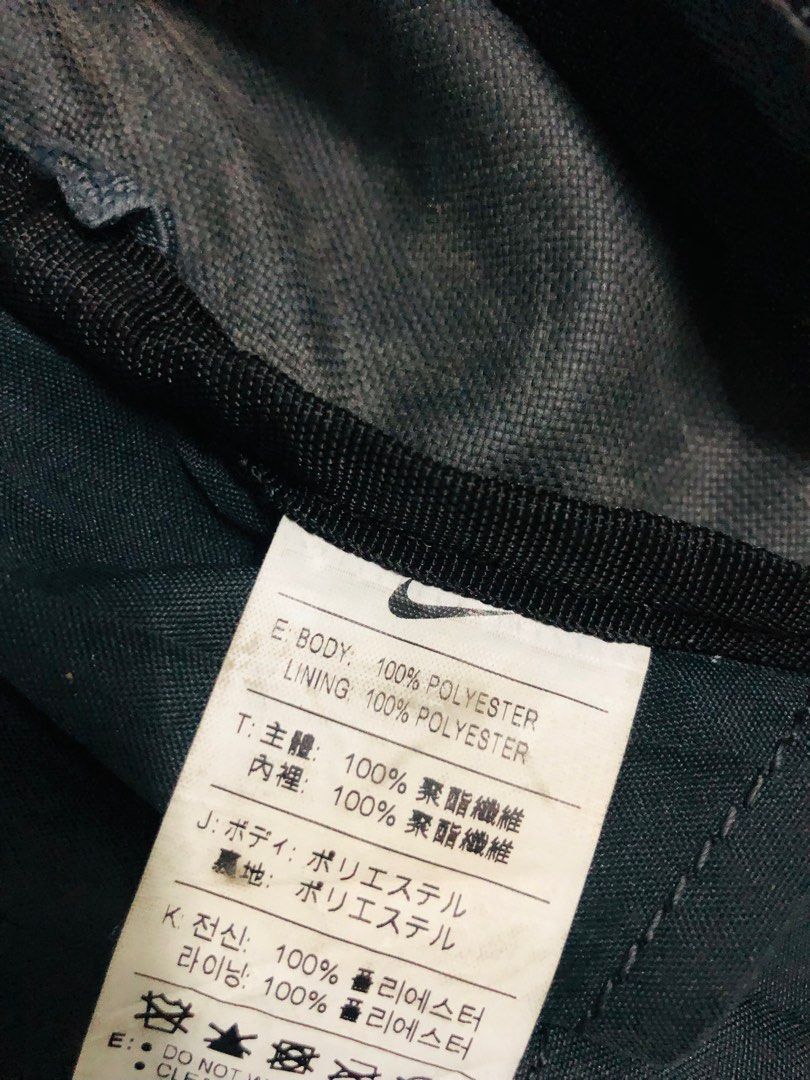 E: BODY: 100% POLYESTER
LINING: 100% POLYESTER
T: 主體: 100% 聚酯纖維
內裡: 100% 聚酯纖維
J: ボディ: ポリエステル
裏地: ポリエステル
K: 전신: 100% 폴리에스터
라이닝: 100% 폴리에스터
E: • DO NOT
•